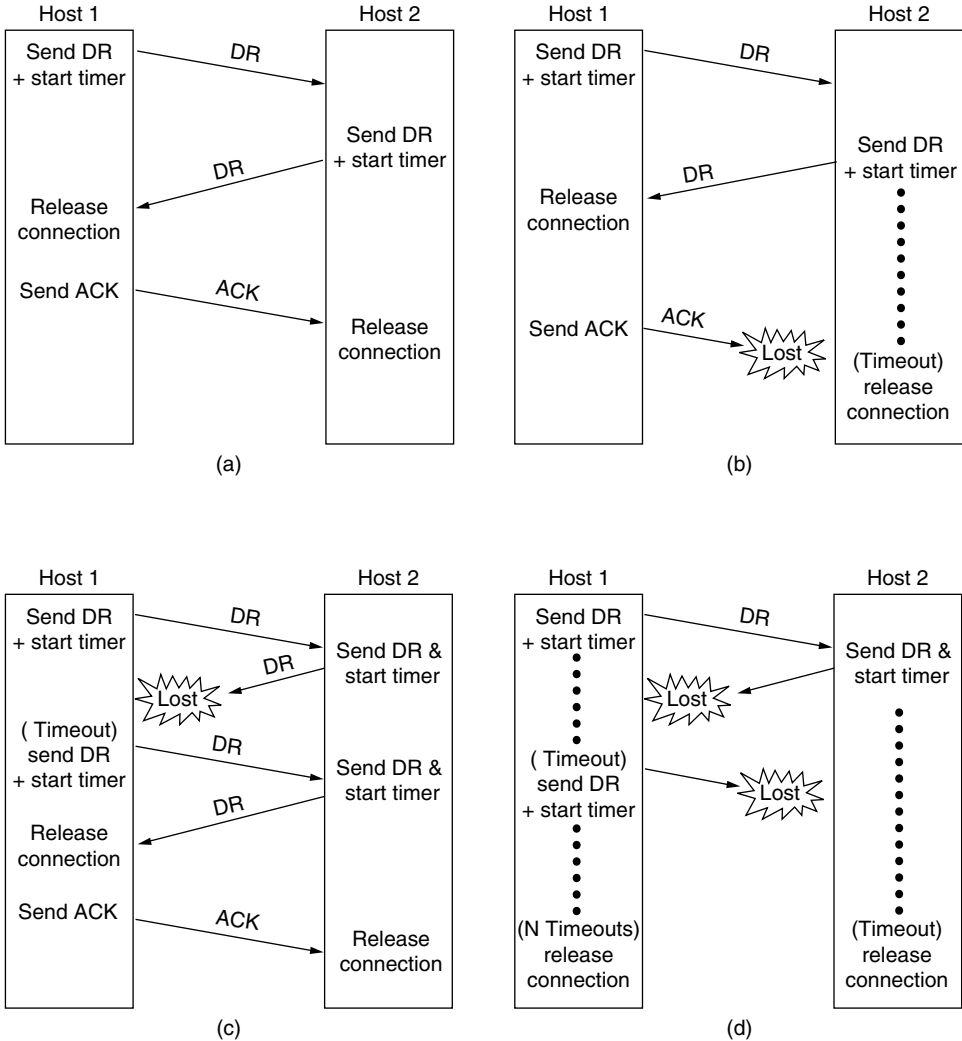 Host 1
Host 2
Send DR
+ start timer
DR
Send DR
+ start timer
DR
Release
connection
Send ACK
ACK
Release
connection
(a)
Host 1
Host 2
Send DR
+ start timer
DR
Send DR
+ start timer
DR
Release
connection
Send ACK
ACK
Lost
(Timeout)
release
connection
(b)
Host 1
Host 2
Send DR
+ start timer
DR
Send DR &
start timer
DR
Lost
( Timeout)
send DR
+ start timer
DR
Send DR &
start timer
DR
Release
connection
Send ACK
ACK
Release
connection
(c)
Host 1
Host 2
Send DR
+ start timer
DR
Send DR &
start timer
Lost
( Timeout)
send DR
+ start timer
Lost
(N Timeouts)
release
connection
(Timeout)
release
connection
(d)